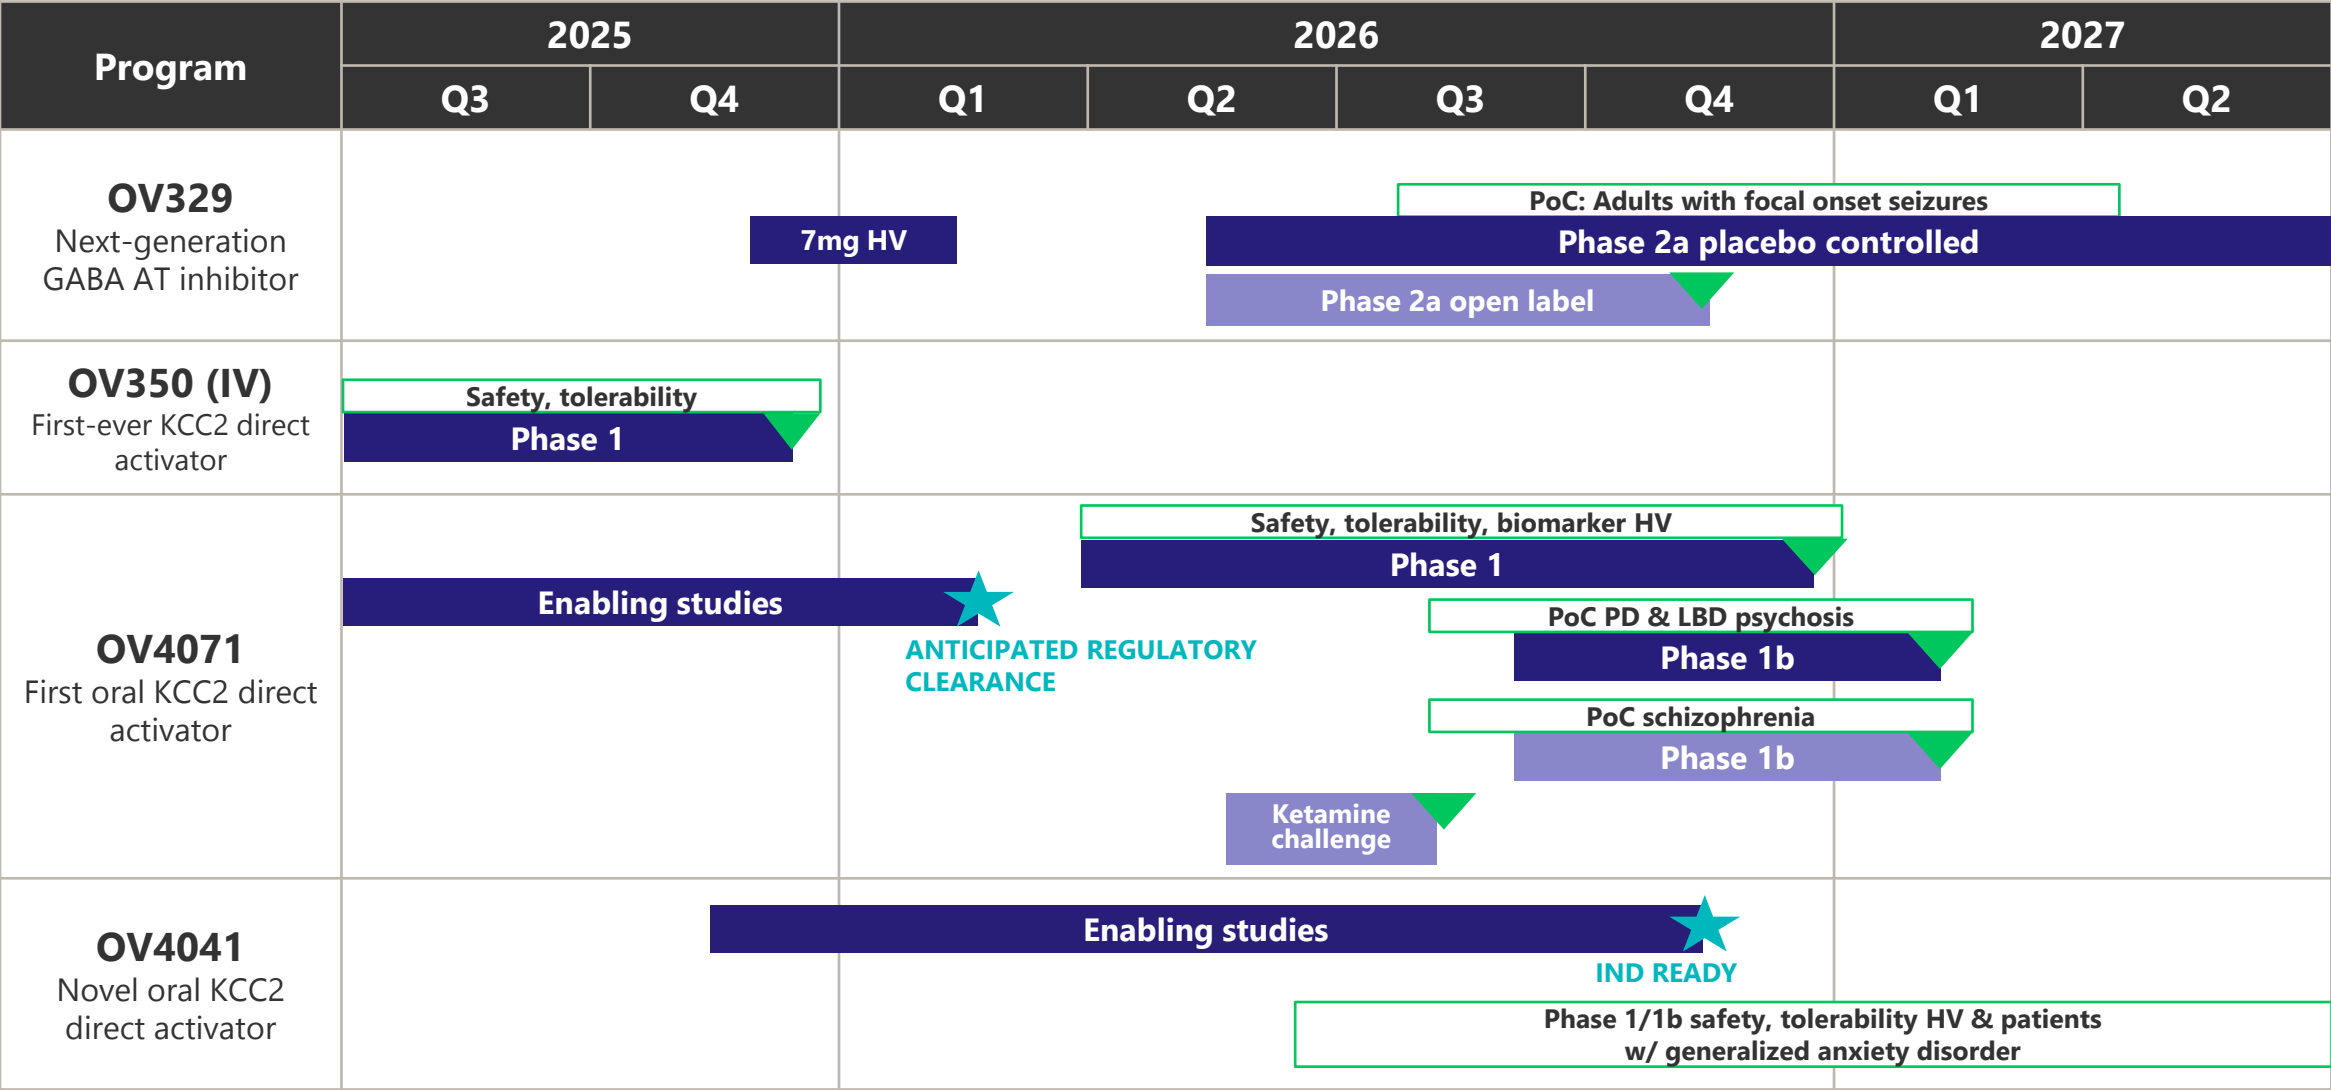 Program
2025
2026
2027
Q3
Q4
Q1
Q2
Q3
Q4
Q1
Q2
OV329
Next-generation
GABA AT inhibitor
7mg HV
PoC: Adults with focal onset seizures
Phase 2a placebo controlled
Phase 2a open label
OV350 (IV)
First-ever KCC2 direct
activator
Safety, tolerability
Phase 1
OV4071
First oral KCC2 direct
activator
Enabling studies
ANTICIPATED REGULATORY
CLEARANCE
Safety, tolerability, biomarker HV
Phase 1
PoC PD & LBD psychosis
Phase 1b
PoC schizophrenia
Phase 1b
Ketamine
challenge
OV4041
Novel oral KCC2
direct activator
Enabling studies
IND READY
Phase 1/1b safety, tolerability HV & patients
w/ generalized anxiety disorder